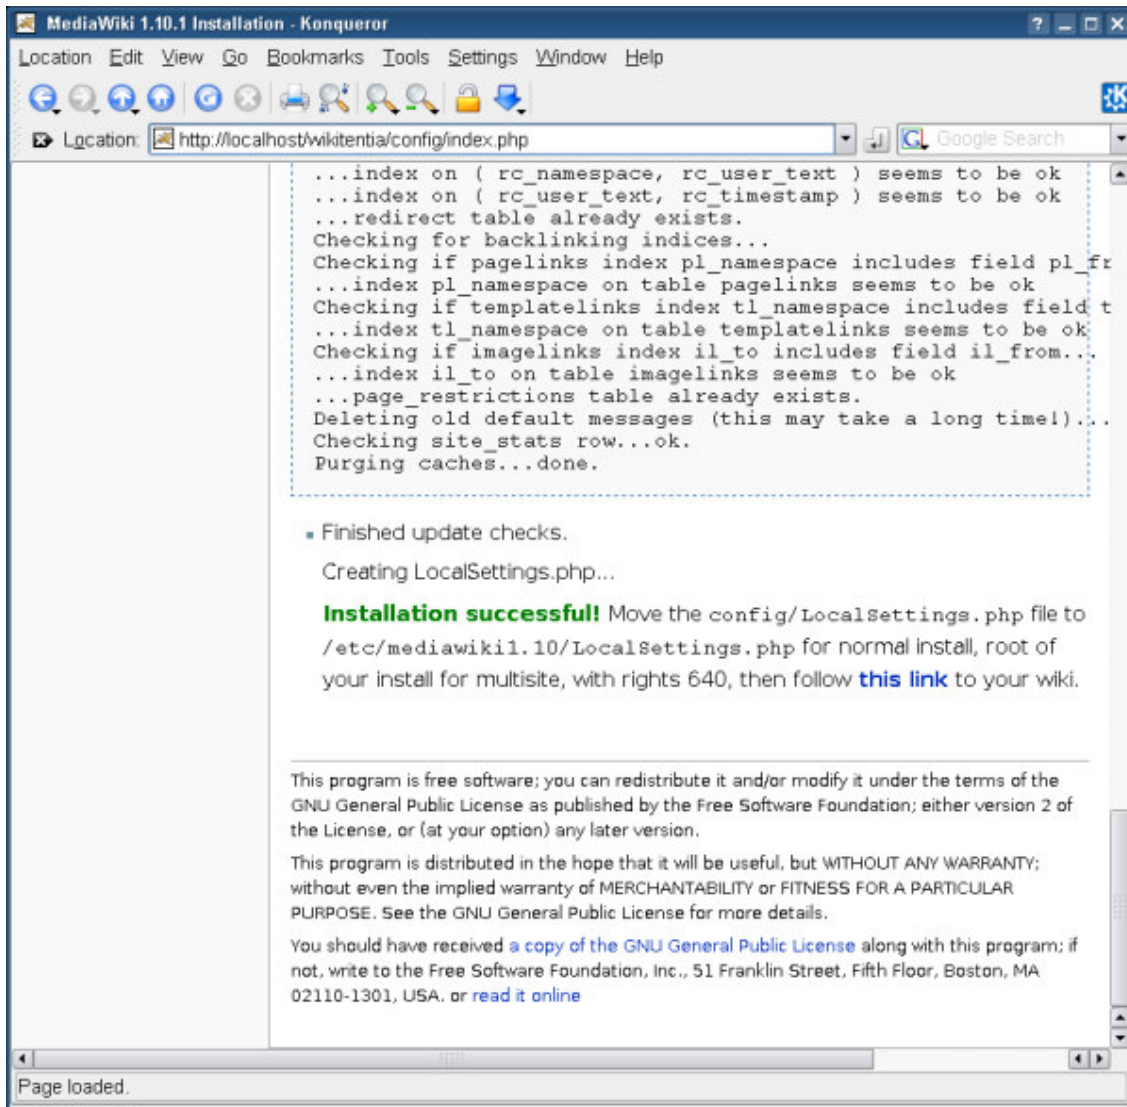 MediaWiki 1.10.1 Installation - Konqueror
Location Edit View Go Bookmarks Tools Settings Window Help
Location: http://localhost/wikitentia/config/index.php Google Search
...index on ( rc_namespace, rc_user_text ) seems to be ok
...index on ( rc_user_text, rc_timestamp ) seems to be ok
...redirect table already exists.
Checking for backlinking indices...
Checking if pagelinks index pl_namespace includes field pl_fr
...index pl_namespace on table pagelinks seems to be ok
Checking if templatelinks index tl_namespace includes field t
...index tl_namespace on table templatelinks seems to be ok
Checking if imagelinks index il_to includes field il_from...
...index il_to on table imagelinks seems to be ok
...page_restrictions table already exists.
Deleting old default messages (this may take a long time!)...
Checking site_stats row...ok.
Purging caches...done.
Finished update checks.
Creating LocalSettings.php...
Installation successful! Move the config/LocalSettings.php file to
/etc/mediawiki1.10/LocalSettings.php for normal install, root of
your install for multisite, with rights 640, then follow this link to your wiki.
This program is free software; you can redistribute it and/or modify it under the terms of the
GNU General Public License as published by the Free Software Foundation; either version 2 of
the License, or (at your option) any later version.
This program is distributed in the hope that it will be useful, but WITHOUT ANY WARRANTY;
without even the implied warranty of MERCHANTABILITY or FITNESS FOR A PARTICULAR
PURPOSE. See the GNU General Public License for more details.
You should have received a copy of the GNU General Public License along with this program; if
not, write to the Free Software Foundation, Inc., 51 Franklin Street, Fifth Floor, Boston, MA
02110-1301, USA. or read it online
Page loaded.